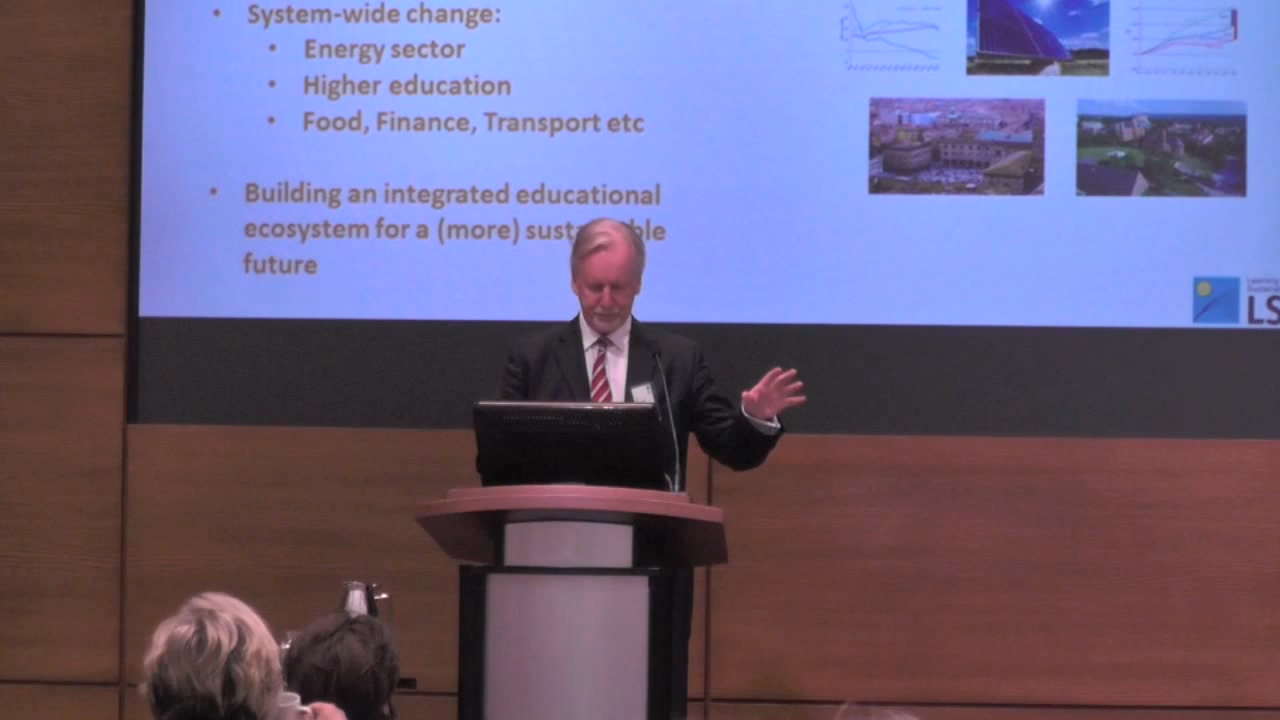 • System-wide change:
• Energy sector
• Higher education
• Food, Finance, Transport etc
• Building an integrated educational
ecosystem for a (more)
future
LS